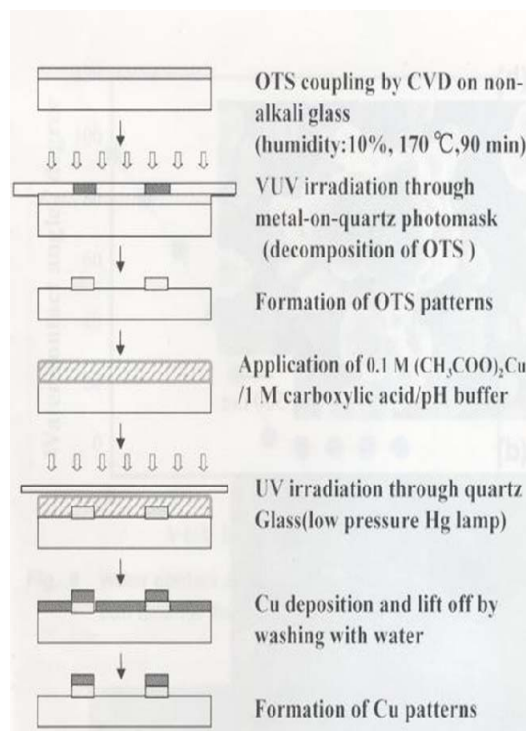 OTS coupling by CVD on non-
alkali glass
(humidity:10%, 170 ℃,90 min)
VUV irradiation through
metal-on-quartz photomask
(decomposition of OTS )
Formation of OTS patterns
Application of 0.1 M (CH₃COO)₂Cu
/1 M carboxylic acid/pH buffer
UV irradiation through quartz
Glass(low pressure Hg lamp)
Cu deposition and lift off by
washing with water
Formation of Cu patterns